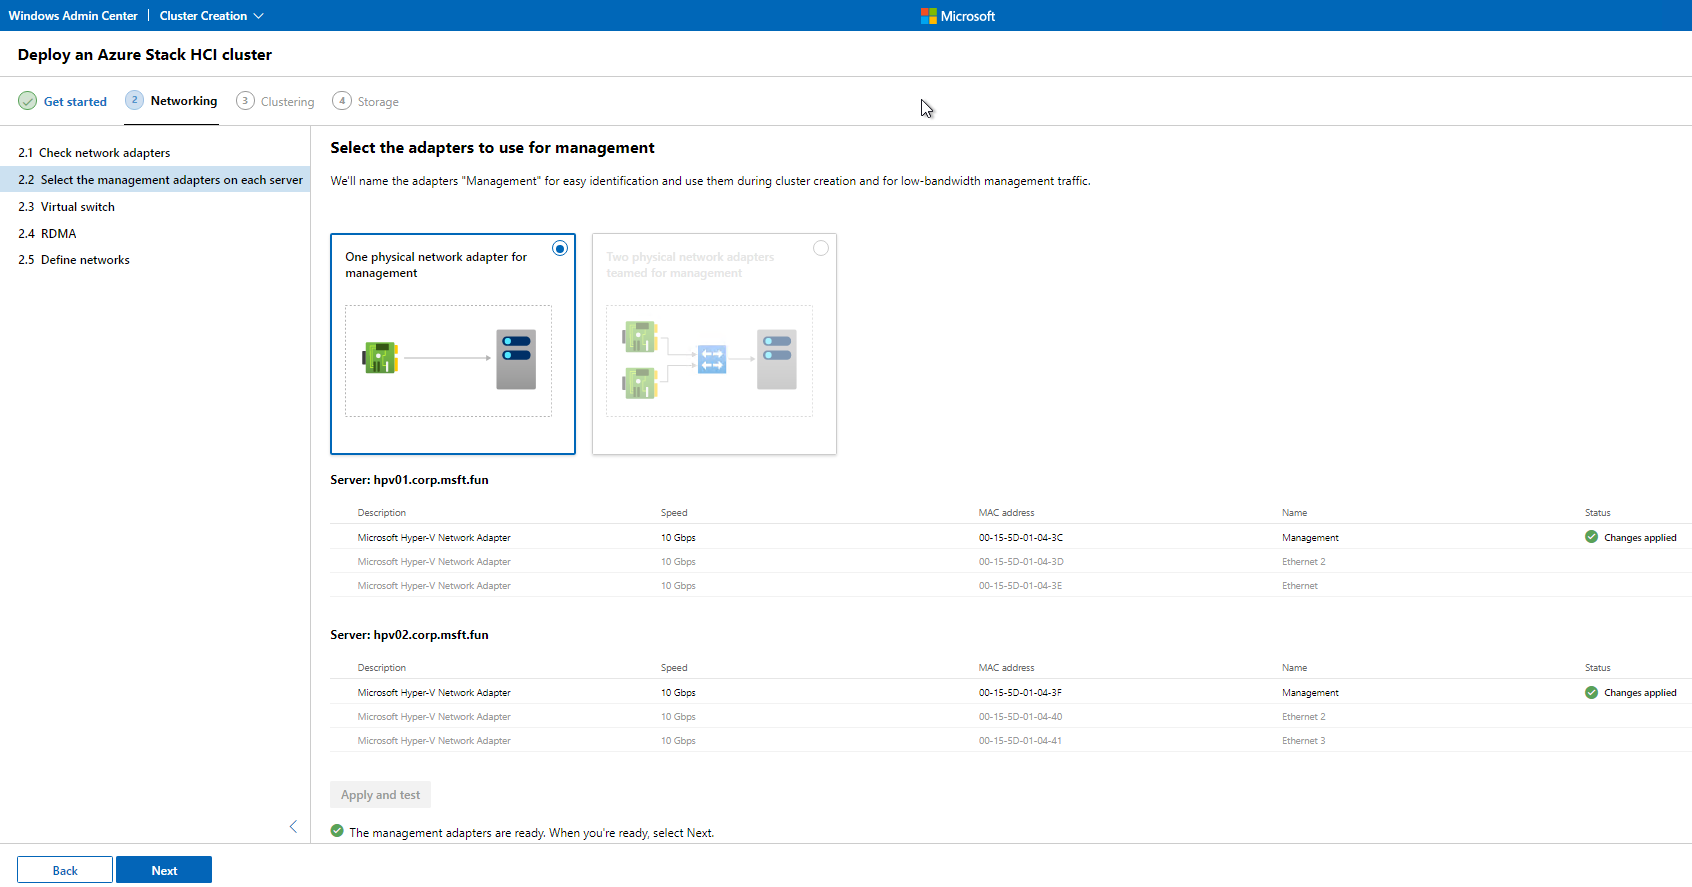 Windows Admin Center | Cluster Creation
Microsoft
Deploy an Azure Stack HCI cluster
Get started
2 Networking
3 Clustering
4 Storage
2.1 Check network adapters
2.2 Select the management adapters on each server
2.3 Virtual switch
2.4 RDMA
2.5 Define networks
Select the adapters to use for management
We'll name the adapters "Management" for easy identification and use them during cluster creation and for low-bandwidth management traffic.
One physical network adapter for
management
Two physical network adapters
teamed for management
Server: hpv01.corp.msft.fun
Description Speed MAC address Name Status
Microsoft Hyper-V Network Adapter 10 Gbps 00-15-5D-01-04-3C Management Changes applied
Microsoft Hyper-V Network Adapter 10 Gbps 00-15-5D-01-04-3D Ethernet 2
Microsoft Hyper-V Network Adapter 10 Gbps 00-15-5D-01-04-3E Ethernet
Server: hpv02.corp.msft.fun
Description Speed MAC address Name Status
Microsoft Hyper-V Network Adapter 10 Gbps 00-15-5D-01-04-3F Management Changes applied
Microsoft Hyper-V Network Adapter 10 Gbps 00-15-5D-01-04-40 Ethernet 2
Microsoft Hyper-V Network Adapter 10 Gbps 00-15-5D-01-04-41 Ethernet 3
Apply and test
The management adapters are ready. When you're ready, select Next.
Back
Next